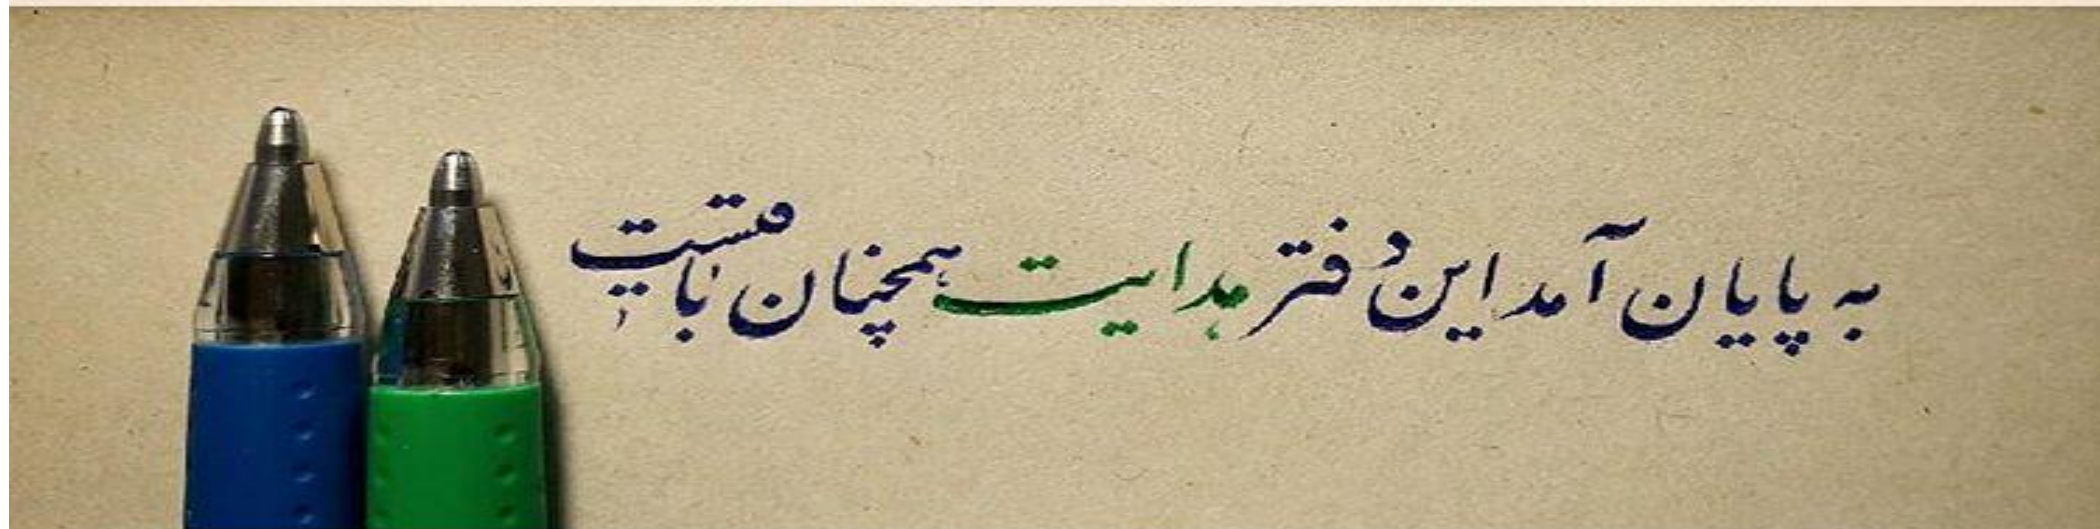 به پایان آمد این دفتر هدایت همچنان باقیست